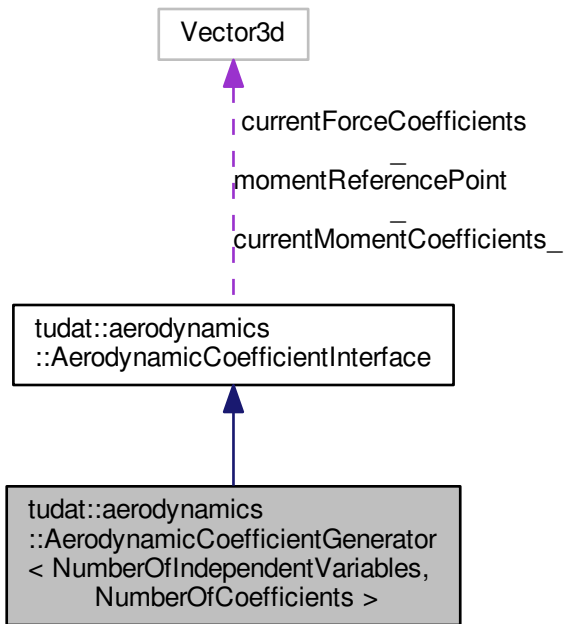 Vector3d
currentForceCoefficients
_
momentReferencePoint
_
currentMomentCoefficients_
tudat::aerodynamics
::AerodynamicCoefficientInterface
tudat::aerodynamics
::AerodynamicCoefficientGenerator
< NumberOfIndependentVariables,
NumberOfCoefficients >